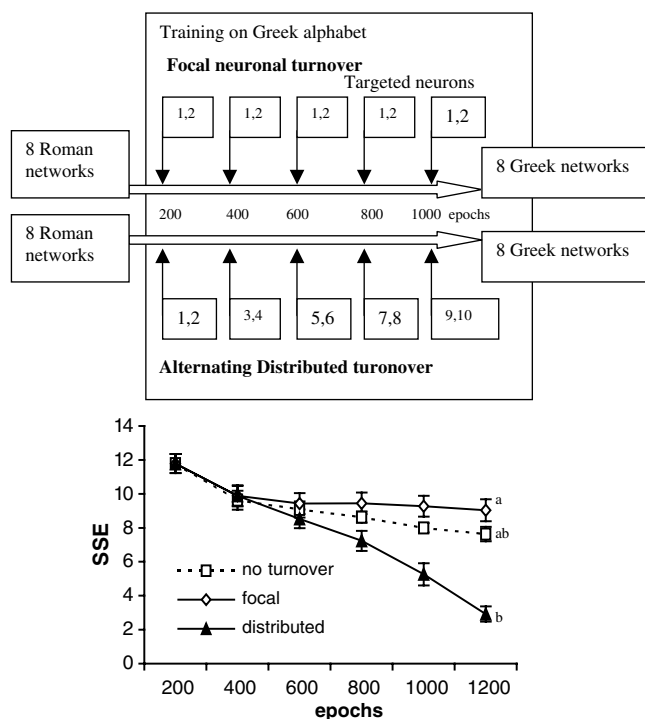 Training on Greek alphabet
Focal neuronal turnover
Targeted neurons
1,2 1,2 1,2 1,2 1,2
8 Roman
networks
8 Greek networks
200 400 600 800 1000 epochs
8 Roman
networks
8 Greek networks
1,2 3,4 5,6 7,8 9,10
Alternating Distributed turonover
14
12
10
8
6
4
2
0
SSE
a
ab
b
no turnover
focal
distributed
200 400 600 800 1000 1200
epochs